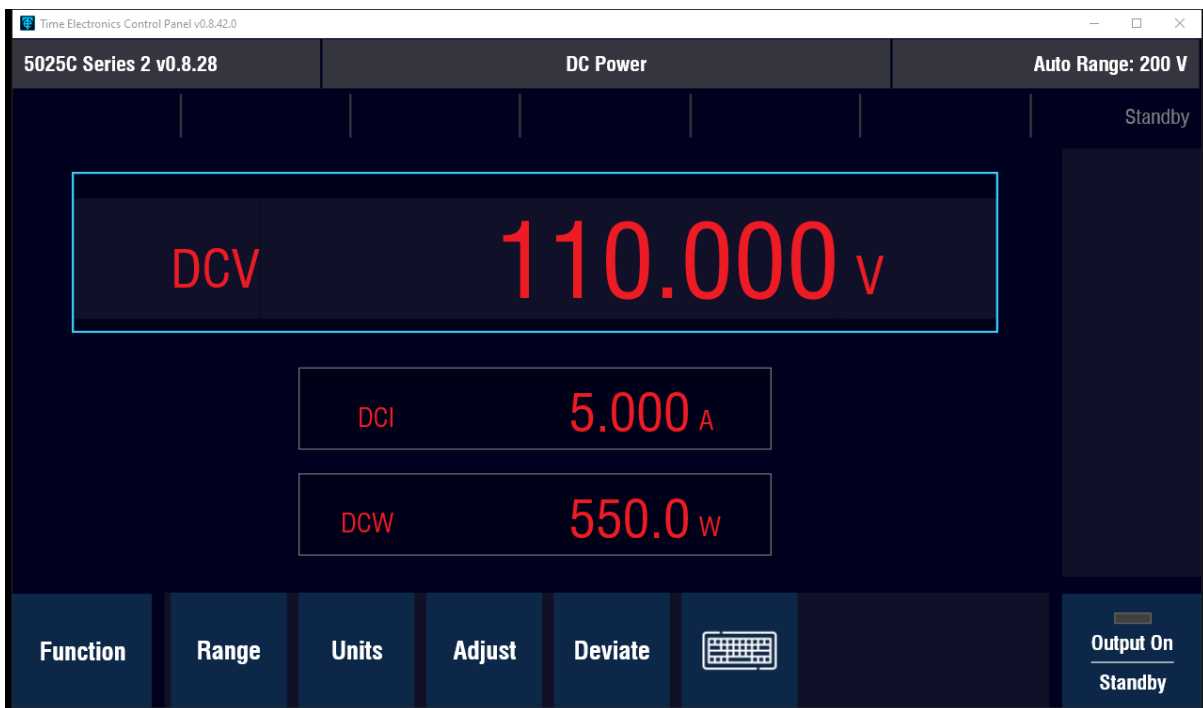 Time Electronics Control Panel v0.8.42.0
5025C Series 2 v0.8.28 DC Power Auto Range: 200 V
Standby
DCV 110.000 V
DCI 5.000 A
DCW 550.0 W
Function Range Units Adjust Deviate Output On
Standby